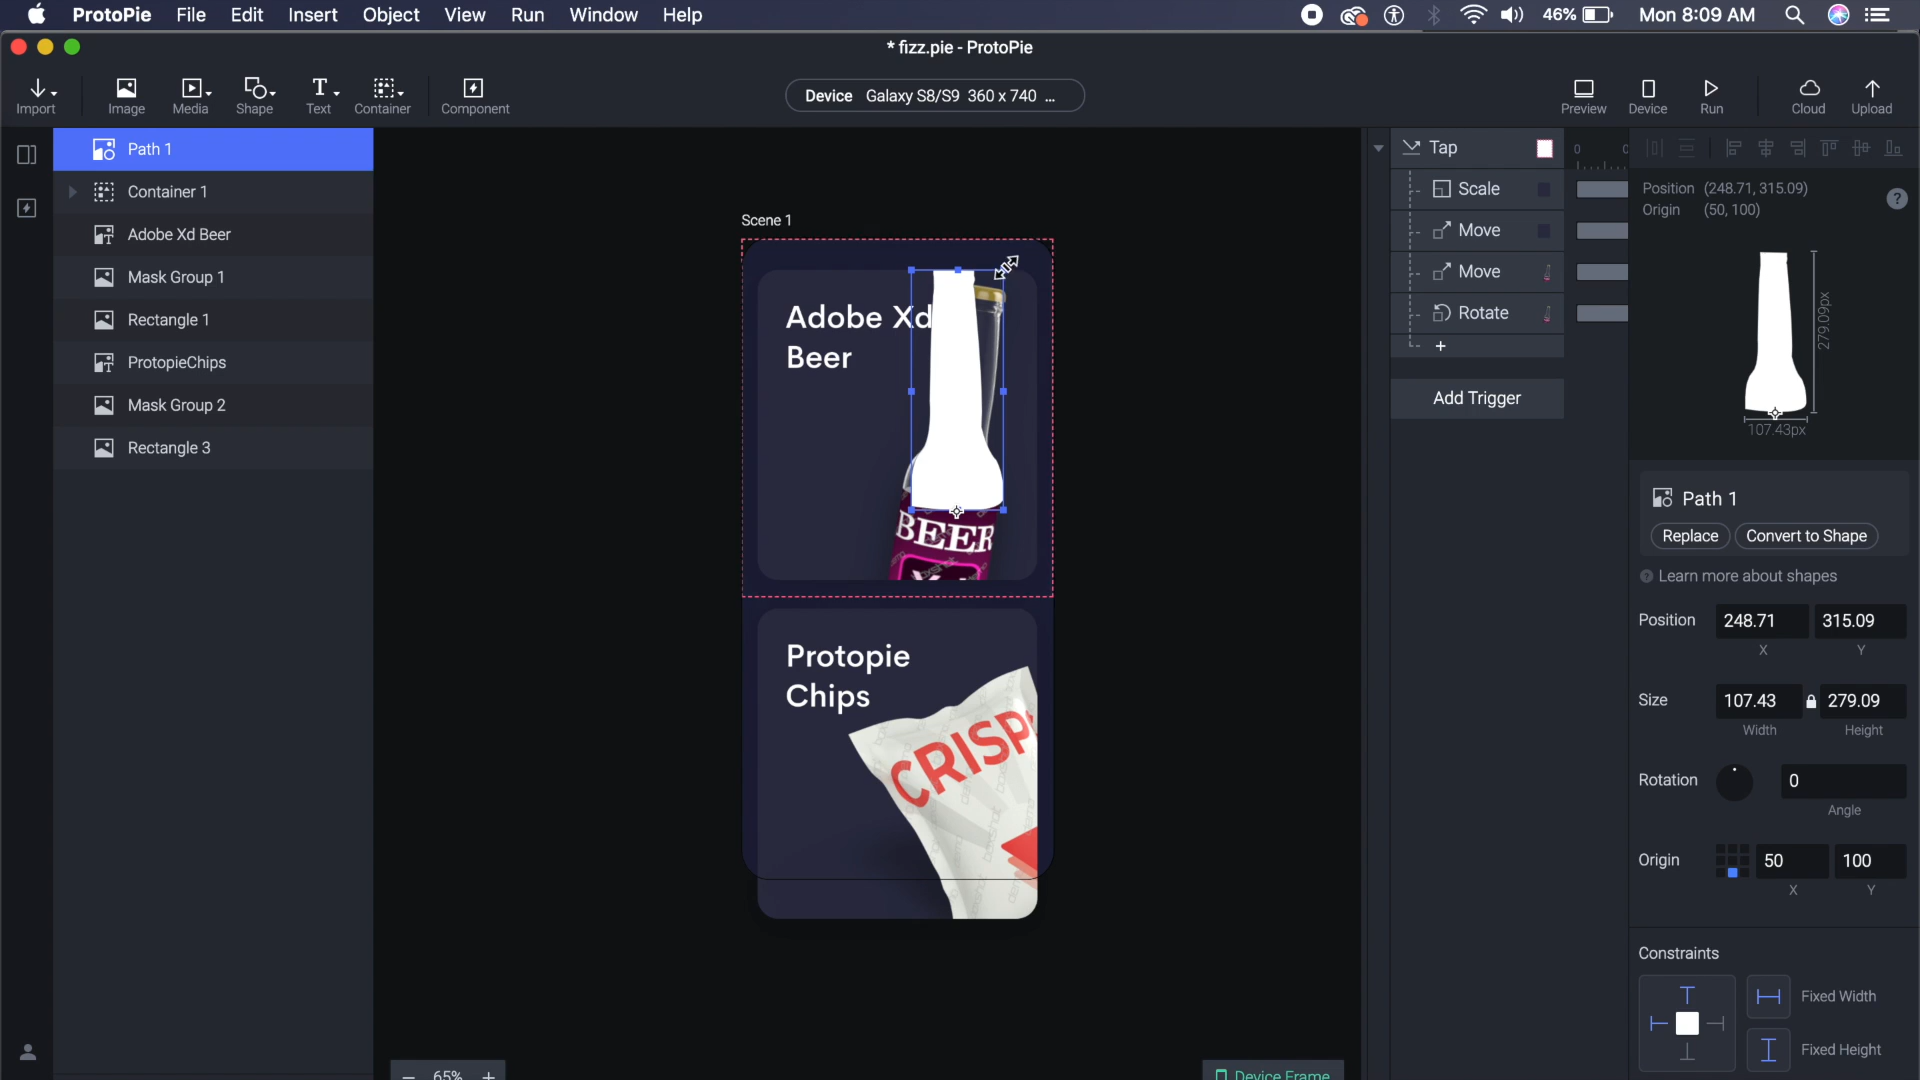 ProtoPie File Edit Insert Object View Run Window Help 46% Mon 8:09 AM
* fizz.pie - ProtoPie
Import Image Media Shape Text Container Component
Device Galaxy S8/S9 360 x 740 ...
Preview Device Run Cloud Upload
Path 1
Container 1
Adobe Xd Beer
Mask Group 1
Rectangle 1
ProtopieChips
Mask Group 2
Rectangle 3
Scene 1
Adobe Xd
Beer
BEER
Xd
Protopie
Chips
CRISP
65%
Device Frame
Tap
Scale
Move
Move
Rotate
+
Add Trigger
0
Position (248.71, 315.09)
Origin (50, 100)
279.09px
107.43px
Path 1
Replace Convert to Shape
Learn more about shapes
Position 248.71 315.09
X Y
Size 107.43 279.09
Width Height
Rotation 0
Angle
Origin 50 100
X Y
Constraints
Fixed Width
Fixed Height